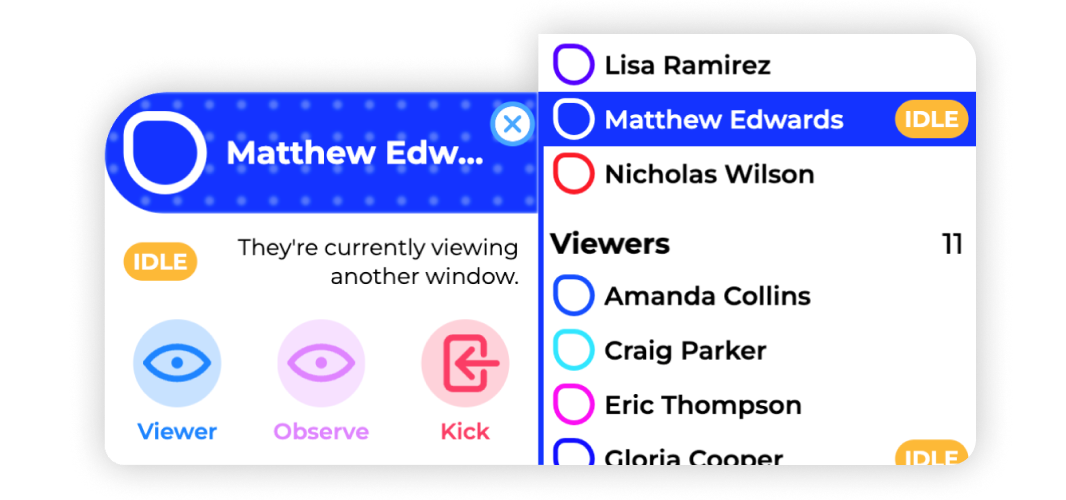 Matthew Edw...
IDLE
They're currently viewing
another window.
Viewer
Observe
Kick
Lisa Ramirez
Matthew Edwards IDLE
Nicholas Wilson
Viewers 11
Amanda Collins
Craig Parker
Eric Thompson
Gloria Cooper IDLE